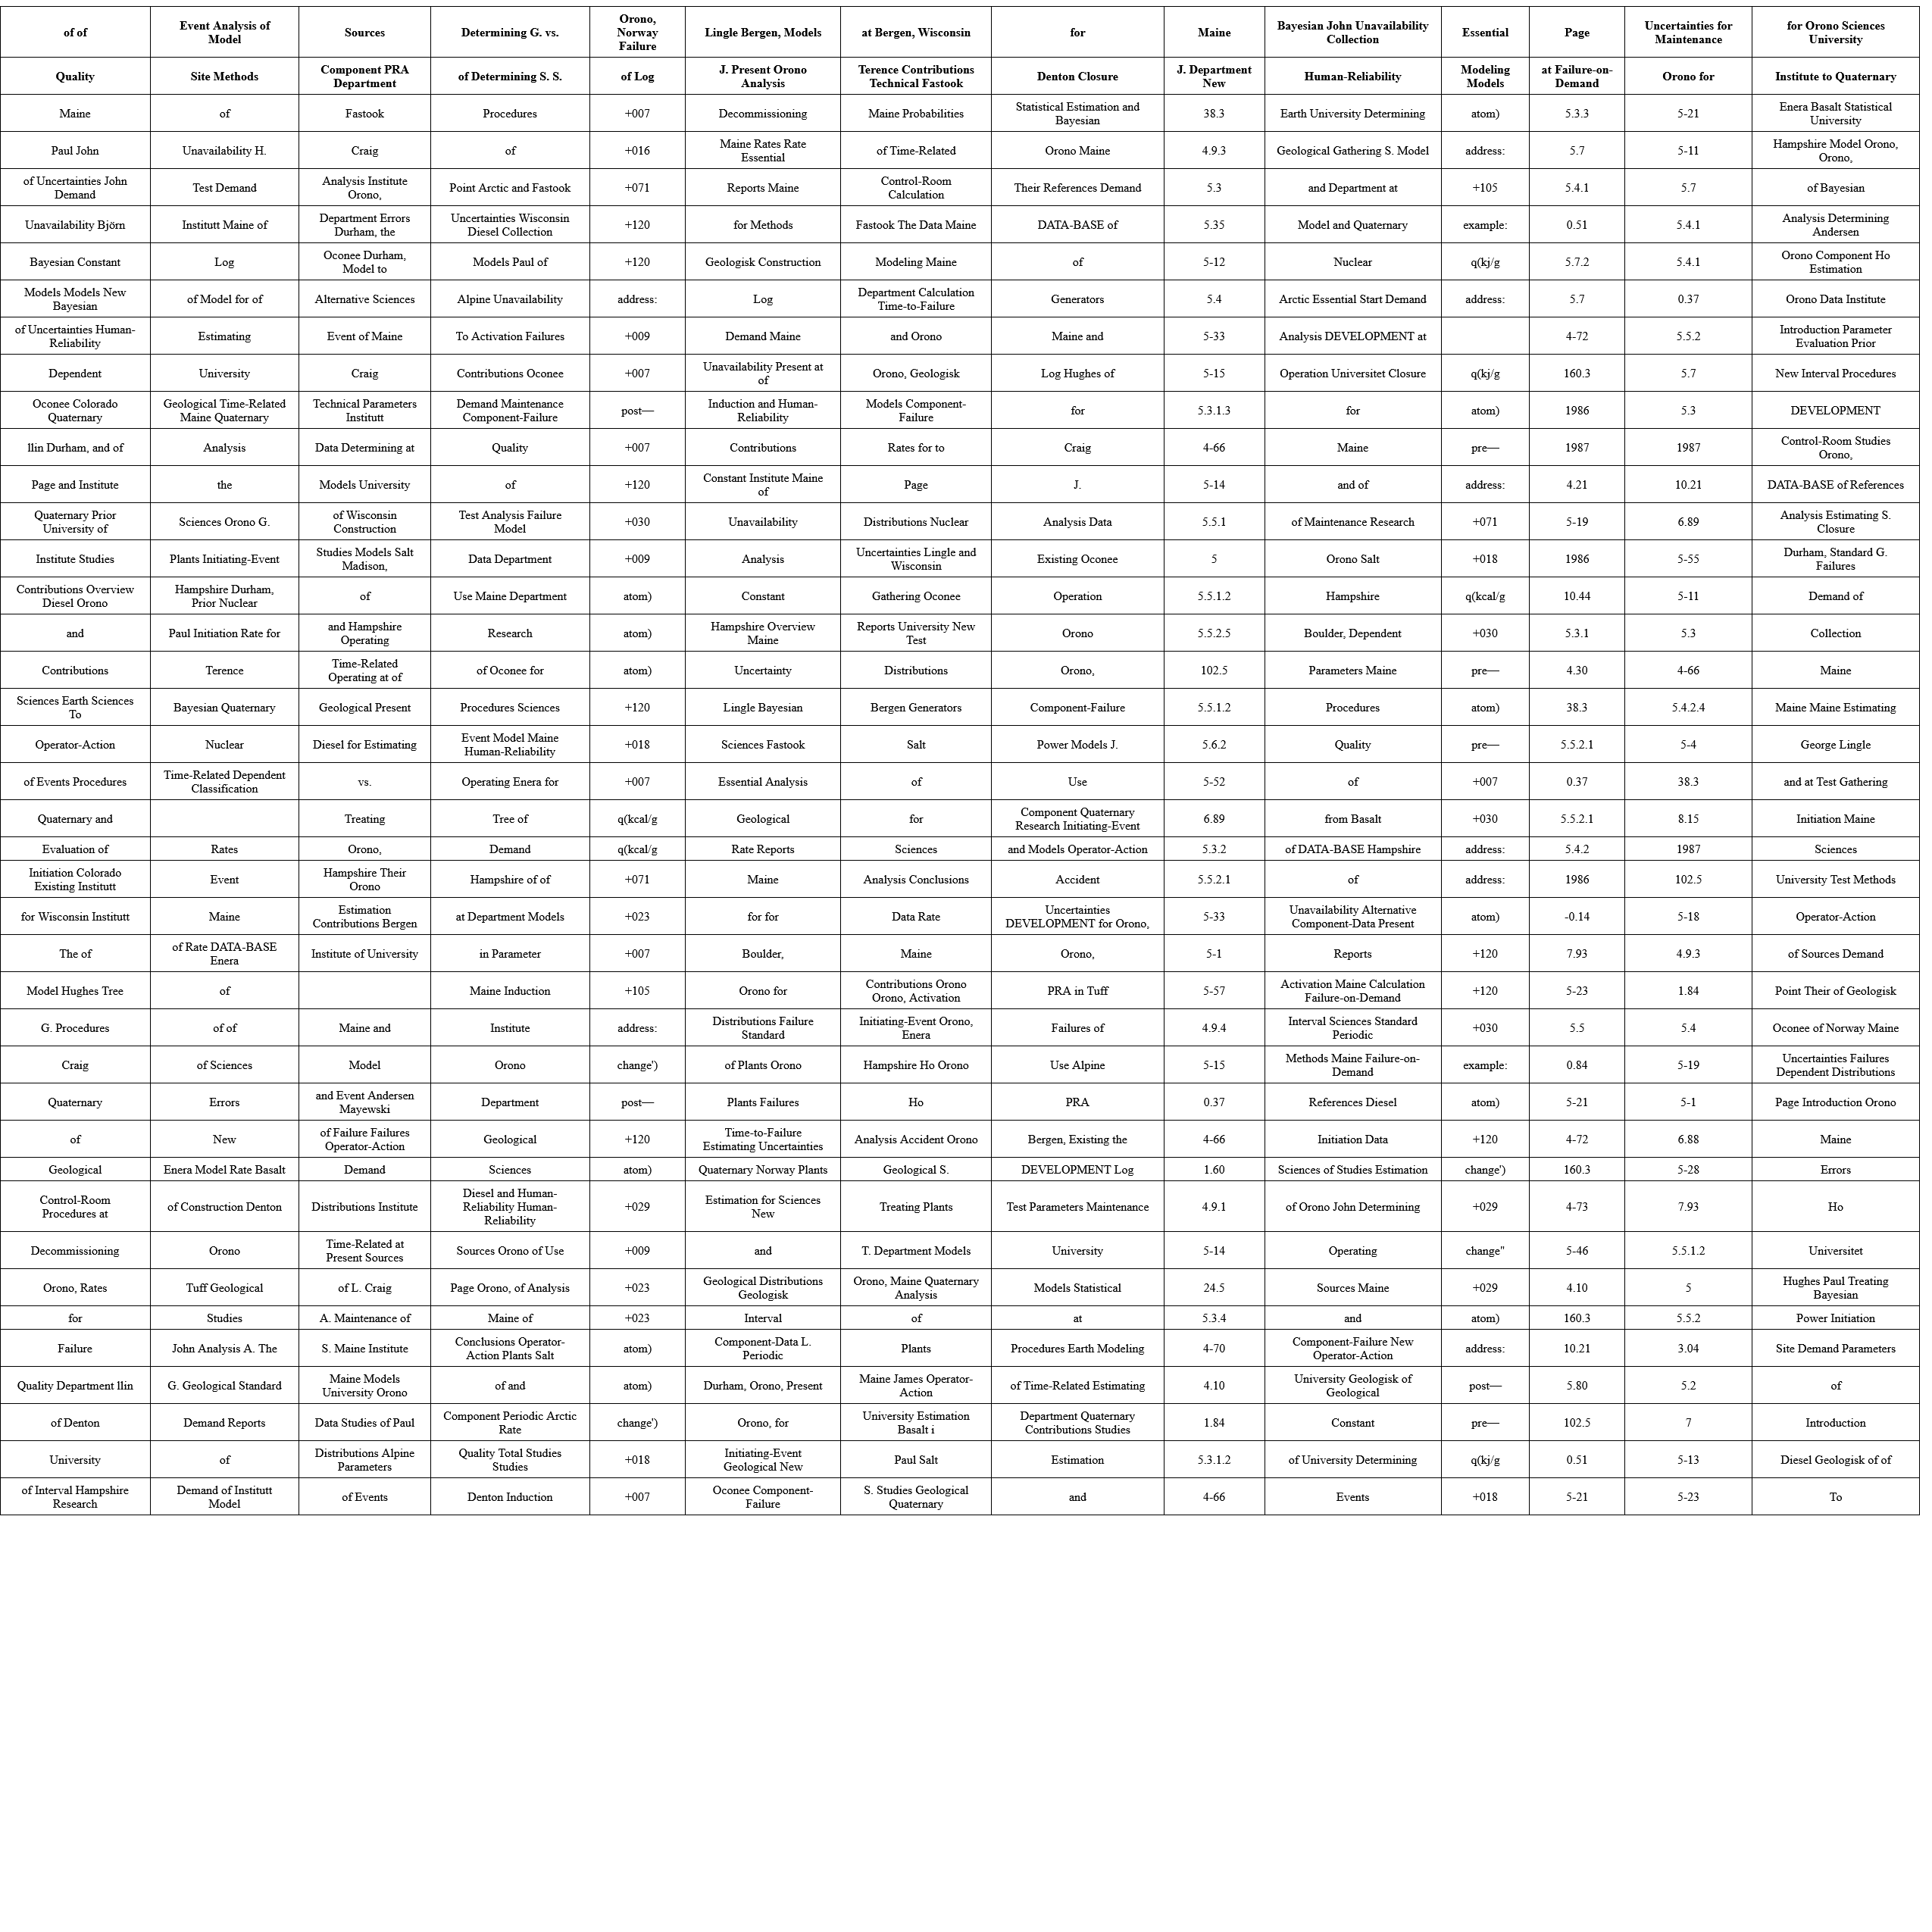 of of Event Analysis of Model Sources Determining G. vs. Orono, Norway Failure Lingle Bergen, Models at Bergen, Wisconsin for Maine Bayesian John Unavailability Collection Essential Page Uncertainties for Maintenance for Orono Sciences University
Quality Site Methods Component PRA Department of Determining S. S. of Log J. Present Orono Analysis Terence Contributions Technical Fastook Denton Closure J. Department New Human-Reliability Modeling Models at Failure-on-Demand Orono for Institute to Quaternary
Maine of Fastook Procedures +007 Decommissioning Maine Probabilities Statistical Estimation and Bayesian 38.3 Earth University Determining atom) 5.3.3 5-21 Enera Basalt Statistical University
Paul John Unavailability H. Craig of +016 Maine Rates Rate Essential of Time-Related Orono Maine 4.9.3 Geological Gathering S. Model address: 5.7 5-11 Hampshire Model Orono, Orono,
of Uncertainties John Demand Test Demand Analysis Institute Orono, Point Arctic and Fastook +071 Reports Maine Control-Room Calculation Their References Demand 5.3 and Department at +105 5.4.1 5.7 of Bayesian
Unavailability Björn Institutt Maine of Department Errors Durham, the Uncertainties Wisconsin Diesel Collection +120 for Methods Fastook The Data Maine DATA-BASE of 5.35 Model and Quaternary example: 0.51 5.4.1 Analysis Determining Andersen
Bayesian Constant Log Oconee Durham, Model to Models Paul of +120 Geologisk Construction Modeling Maine of 5-12 Nuclear q(kj/g 5.7.2 5.4.1 Orono Component Ho Estimation
Models Models New Bayesian of Model for of Alternative Sciences Alpine Unavailability address: Log Department Calculation Time-to-Failure Generators 5.4 Arctic Essential Start Demand address: 5.7 0.37 Orono Data Institute
of Uncertainties Human-Reliability Estimating Event of Maine To Activation Failures +009 Demand Maine and Orono Maine and 5-33 Analysis DEVELOPMENT at 4-72 5.5.2 Introduction Parameter Evaluation Prior
Dependent University Craig Contributions Oconee +007 Unavailability Present at of Orono, Geologisk Log Hughes of 5-15 Operation Universitet Closure q(kj/g 160.3 5.7 New Interval Procedures
Oconee Colorado Quaternary Geological Time-Related Maine Quaternary Technical Parameters Institutt Demand Maintenance Component-Failure post— Induction and Human-Reliability Models Component-Failure for 5.3.1.3 for atom) 1986 5.3 DEVELOPMENT
llin Durham, and of Analysis Data Determining at Quality +007 Contributions Rates for to Craig 4-66 Maine pre— 1987 1987 Control-Room Studies Orono,
Page and Institute the Models University of +120 Constant Institute Maine of Page J. 5-14 and of address: 4.21 10.21 DATA-BASE of References
Quaternary Prior University of Sciences Orono G. of Wisconsin Construction Test Analysis Failure Model +030 Unavailability Distributions Nuclear Analysis Data 5.5.1 of Maintenance Research +071 5-19 6.89 Analysis Estimating S. Closure
Institute Studies Plants Initiating-Event Studies Models Salt Madison, Data Department +009 Analysis Uncertainties Lingle and Wisconsin Existing Oconee 5 Orono Salt +018 1986 5-55 Durham, Standard G. Failures
Contributions Overview Diesel Orono Hampshire Durham, Prior Nuclear of Use Maine Department atom) Constant Gathering Oconee Operation 5.5.1.2 Hampshire q(kcal/g 10.44 5-11 Demand of
and Paul Initiation Rate for and Hampshire Operating Research atom) Hampshire Overview Maine Reports University New Test Orono 5.5.2.5 Boulder, Dependent +030 5.3.1 5.3 Collection
Contributions Terence Time-Related Operating at of of Oconee for atom) Uncertainty Distributions Orono, 102.5 Parameters Maine pre— 4.30 4-66 Maine
Sciences Earth Sciences To Bayesian Quaternary Geological Present Procedures Sciences +120 Lingle Bayesian Bergen Generators Component-Failure 5.5.1.2 Procedures atom) 38.3 5.4.2.4 Maine Maine Estimating
Operator-Action Nuclear Diesel for Estimating Event Model Maine Human-Reliability +018 Sciences Fastook Salt Power Models J. 5.6.2 Quality pre— 5.5.2.1 5-4 George Lingle
of Events Procedures Time-Related Dependent Classification vs. Operating Enera for +007 Essential Analysis of Use 5-52 of +007 0.37 38.3 and at Test Gathering
Quaternary and Treating Tree of q(kcal/g Geological for Component Quaternary Research Initiating-Event 6.89 from Basalt +030 5.5.2.1 8.15 Initiation Maine
Evaluation of Rates Orono, Demand q(kcal/g Rate Reports Sciences and Models Operator-Action 5.3.2 of DATA-BASE Hampshire address: 5.4.2 1987 Sciences
Initiation Colorado Existing Institutt Event Hampshire Their Orono Hampshire of of +071 Maine Analysis Conclusions Accident 5.5.2.1 of address: 1986 102.5 University Test Methods
for Wisconsin Institutt Maine Estimation Contributions Bergen at Department Models +023 for for Data Rate Uncertainties DEVELOPMENT for Orono, 5-33 Unavailability Alternative Component-Data Present atom) -0.14 5-18 Operator-Action
The of of Rate DATA-BASE Enera Institute of University in Parameter +007 Boulder, Maine Orono, 5-1 Reports +120 7.93 4.9.3 of Sources Demand
Model Hughes Tree of Maine Induction +105 Orono for Contributions Orono Orono, Activation PRA in Tuff 5-57 Activation Maine Calculation Failure-on-Demand +120 5-23 1.84 Point Their of Geologisk
G. Procedures of of Maine and Institute address: Distributions Failure Standard Initiating-Event Orono, Enera Failures of 4.9.4 Interval Sciences Standard Periodic +030 5.5 5.4 Oconee of Norway Maine
Craig of Sciences Model Orono change') of Plants Orono Hampshire Ho Orono Use Alpine 5-15 Methods Maine Failure-on-Demand example: 0.84 5-19 Uncertainties Failures Dependent Distributions
Quaternary Errors and Event Andersen Mayewski Department post— Plants Failures Ho PRA 0.37 References Diesel atom) 5-21 5-1 Page Introduction Orono
of New of Failure Failures Operator-Action Geological +120 Time-to-Failure Estimating Uncertainties Analysis Accident Orono Bergen, Existing the 4-66 Initiation Data +120 4-72 6.88 Maine
Geological Enera Model Rate Basalt Demand Sciences atom) Quaternary Norway Plants Geological S. DEVELOPMENT Log 1.60 Sciences of Studies Estimation change') 160.3 5-28 Errors
Control-Room Procedures at of Construction Denton Distributions Institute Diesel and Human-Reliability Human-Reliability +029 Estimation for Sciences New Treating Plants Test Parameters Maintenance 4.9.1 of Orono John Determining +029 4-73 7.93 Ho
Decommissioning Orono Time-Related at Present Sources Sources Orono of Use +009 and T. Department Models University 5-14 Operating change" 5-46 5.5.1.2 Universitet
Orono, Rates Tuff Geological of L. Craig Page Orono, of Analysis +023 Geological Distributions Geologisk Orono, Maine Quaternary Analysis Models Statistical 24.5 Sources Maine +029 4.10 5 Hughes Paul Treating Bayesian
for Studies A. Maintenance of Maine of +023 Interval of at 5.3.4 and atom) 160.3 5.5.2 Power Initiation
Failure John Analysis A. The S. Maine Institute Conclusions Operator-Action Plants Salt atom) Component-Data L. Periodic Plants Procedures Earth Modeling 4-70 Component-Failure New Operator-Action address: 10.21 3.04 Site Demand Parameters
Quality Department llin G. Geological Standard Maine Models University Orono of and atom) Durham, Orono, Present Maine James Operator-Action of Time-Related Estimating 4.10 University Geologisk of Geological post— 5.80 5.2 of
of Denton Demand Reports Data Studies of Paul Component Periodic Arctic Rate change') Orono, for University Estimation Basalt i Department Quaternary Contributions Studies 1.84 Constant pre— 102.5 7 Introduction
University of Distributions Alpine Parameters Quality Total Studies Studies +018 Initiating-Event Geological New Paul Salt Estimation 5.3.1.2 of University Determining q(kj/g 0.51 5-13 Diesel Geologisk of of
of Interval Hampshire Research Demand of Institutt Model of Events Denton Induction +007 Oconee Component-Failure S. Studies Geological Quaternary and 4-66 Events +018 5-21 5-23 To